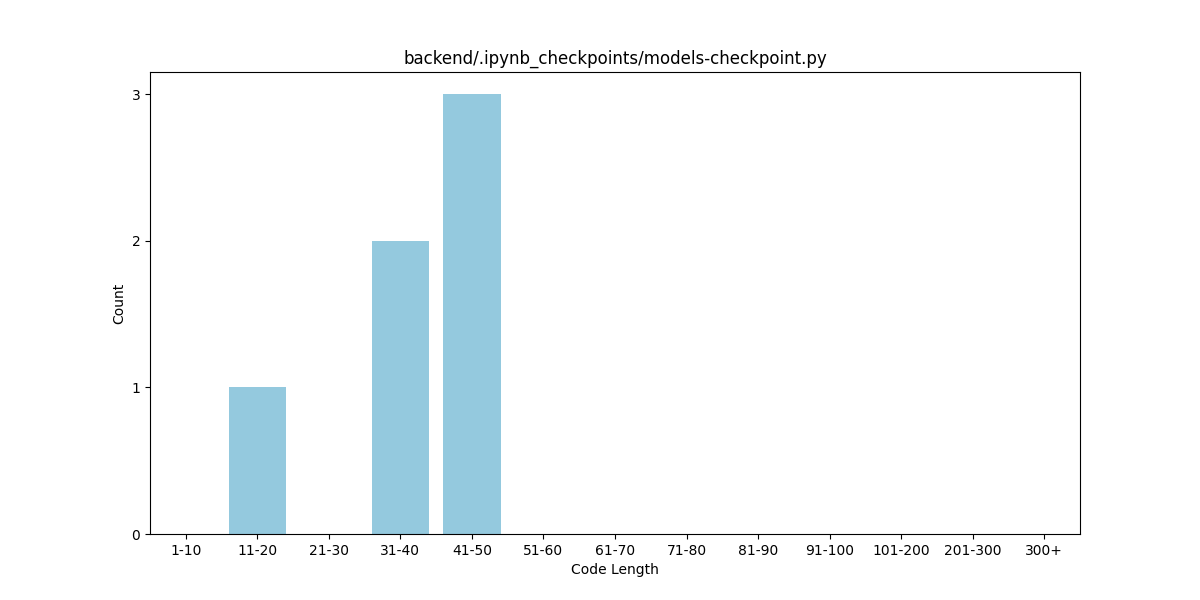 backend/.ipynb_checkpoints/models-checkpoint.py
3
2
1
0
Count
1-10 11-20 21-30 31-40 41-50 51-60 61-70 71-80 81-90 91-100 101-200 201-300 300+
Code Length